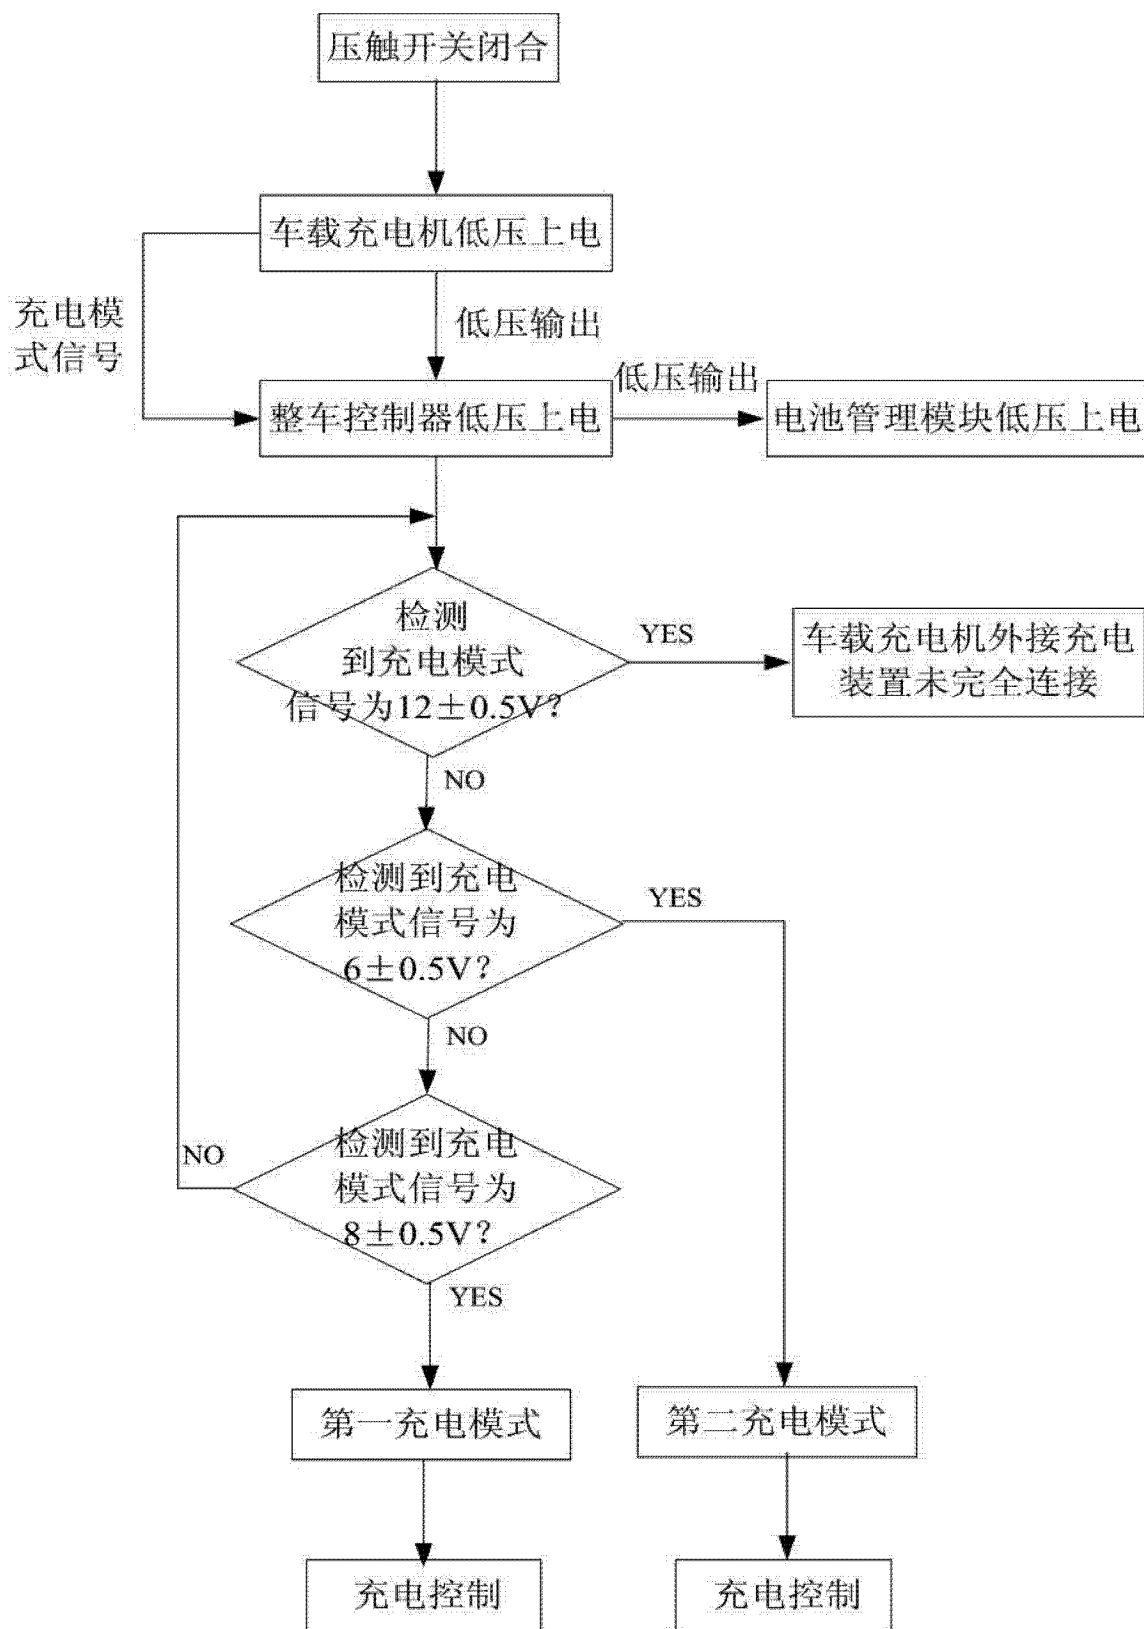 压触开关闭合
车载充电机低压上电
充电模
式信号
低压输出
整车控制器低压上电
低压输出
电池管理模块低压上电
检测
到充电模式
信号为12±0.5V?
YES
车载充电机外接充电
装置未完全连接
NO
检测到充电
模式信号为
6±0.5V?
YES
NO
检测到充电
模式信号为
8±0.5V?
NO
YES
第一充电模式
第二充电模式
充电控制
充电控制